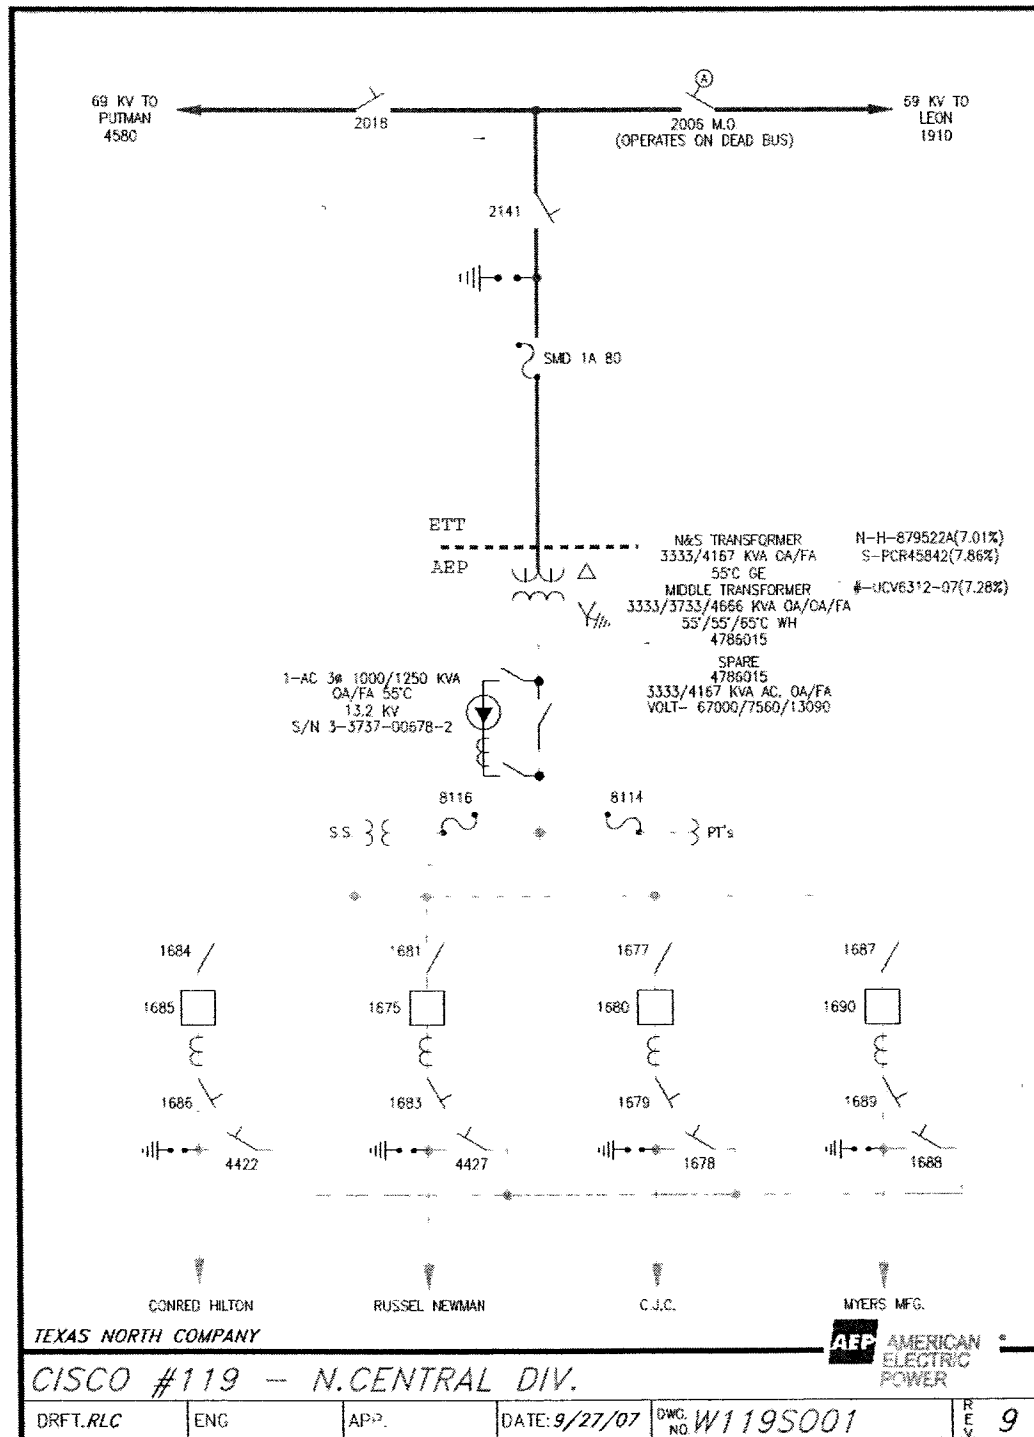 69 KV TO
PUTMAN
4580
2018
A
2006 M.O
(OPERATES ON DEAD BUS)
69 KV TO
LEON
1910
2141
SMD 1A 80
ETT
AEP
N&S TRANSFORMER
3333/4167 KVA OA/FA
55°C GE
MIDDLE TRANSFORMER
3333/3733/4666 KVA OA/OA/FA
55°/55°/65°C WH
4786015
SPARE
4786015
3333/4167 KVA AC. OA/FA
VOLT- 67000/7560/13090
N-H-879522A(7.01%)
S-PCR45842(7.86%)
#-UCV6312-07(7.28%)
1-AC 3ø 1000/1250 KVA
OA/FA 55°C
13.2 KV
S/N 3-3737-00678-2
8116
8114
S.S.
PT's
1684
1681
1677
1687
1685
1675
1680
1690
1686
1683
1679
1689
4422
4427
1678
1688
CONRED HILTON
RUSSEL NEWMAN
C.J.C.
MYERS MFG.
TEXAS NORTH COMPANY
AEP AMERICAN
ELECTRIC
POWER
CISCO #119 - N.CENTRAL DIV.
DRFT.RLC
ENG
APP.
DATE: 9/27/07
DWG. NO. W119SO01
REV 9